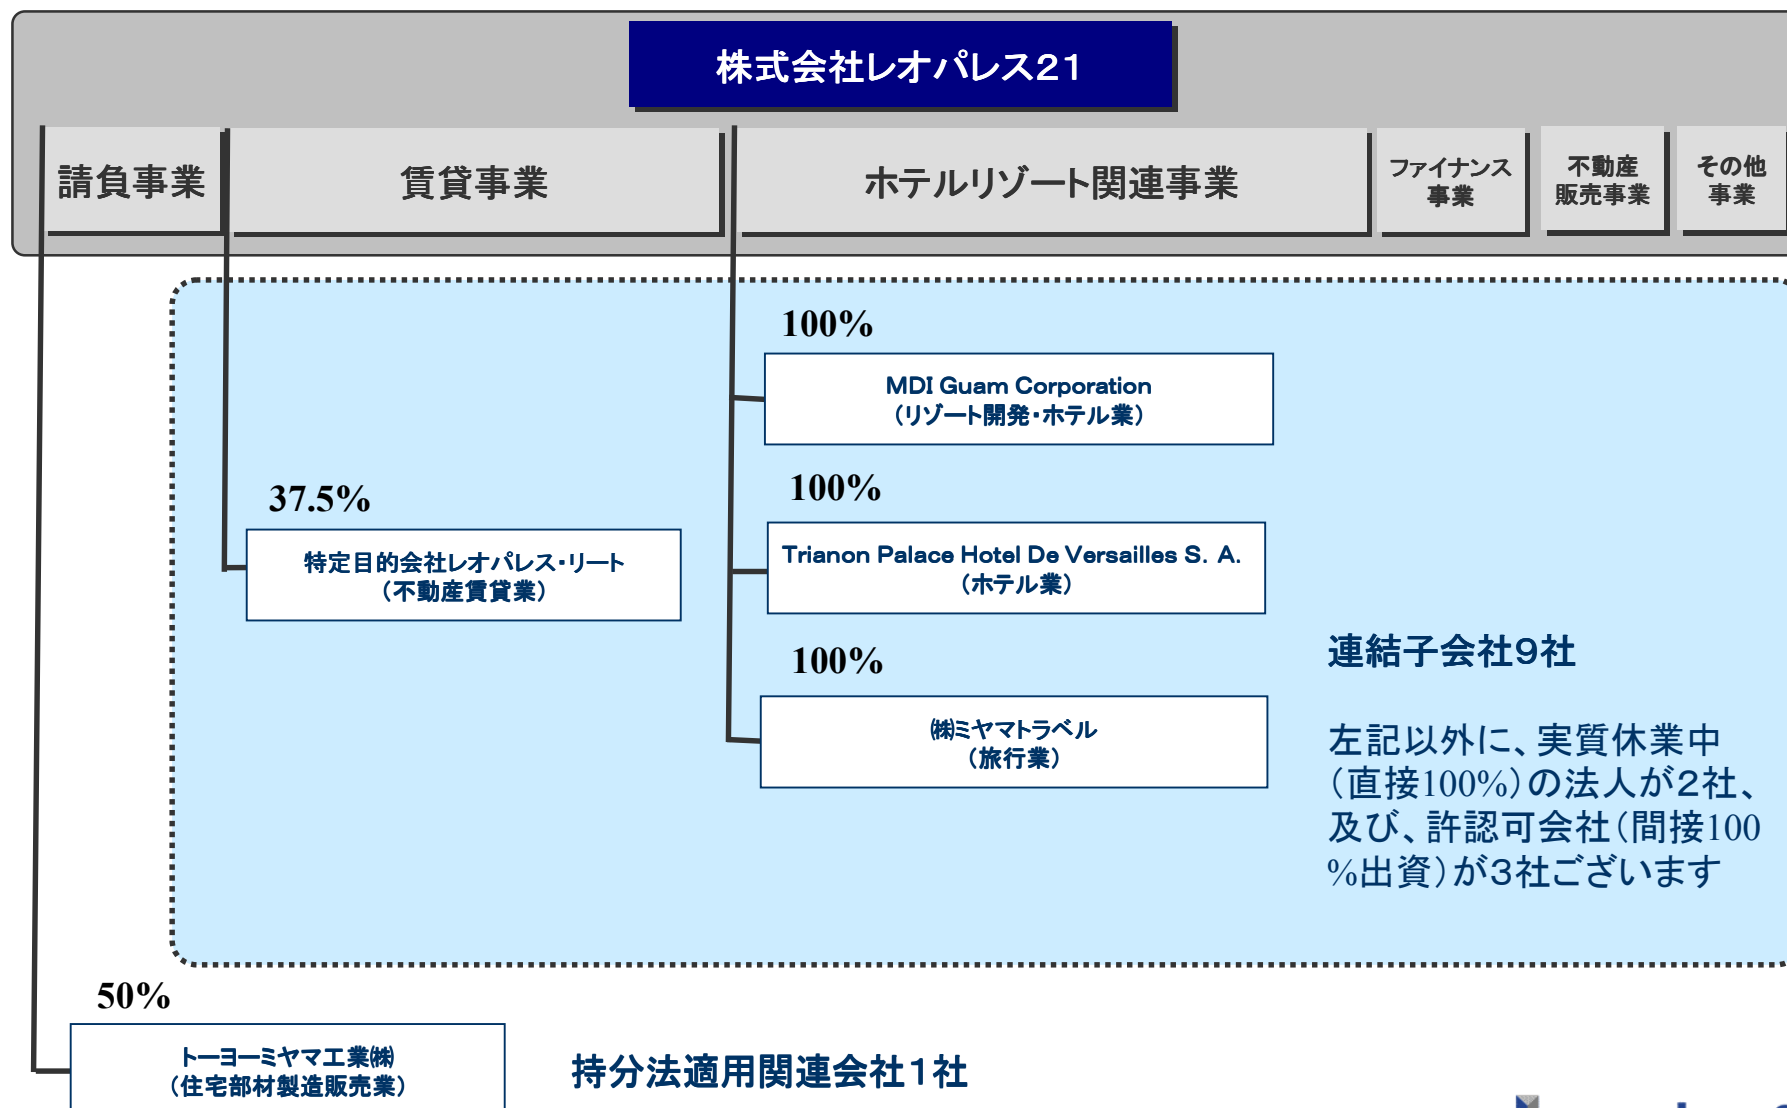 株式会社レオパレス21
請負事業
賃貸事業
ホテルリゾート関連事業
ファイナンス
事業
不動産
販売事業
その他
事業
100%
MDI Guam Corporation
（リゾート開発・ホテル業）
37.5%
特定目的会社レオパレス・リート
（不動産賃貸業）
100%
Trianon Palace Hotel De Versailles S. A.
（ホテル業）
100%
㈱ミヤマトラベル
（旅行業）
連結子会社9社
左記以外に、実質休業中
（直接100%）の法人が2社、
及び、許認可会社（間接100
%出資）が3社ございます
50%
トーヨーミヤマ工業㈱
（住宅部材製造販売業）
持分法適用関連会社1社